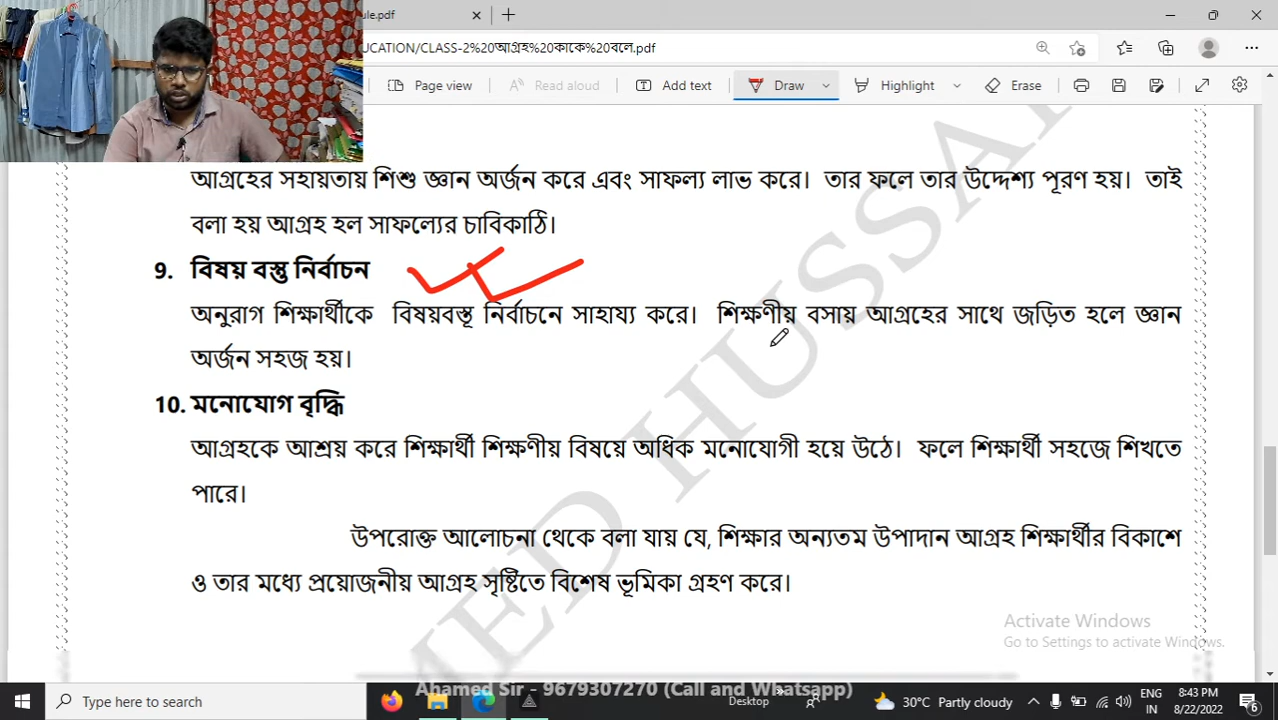 ule.pdf
UCATION/CLASS-2%20আগ্রহ%20কাকে%20বলে.pdf
Page view
Read aloud
Add text
Draw
Highlight
Erase
আগ্রহের সহায়তায় শিশু জ্ঞান অর্জন করে এবং সাফল্য লাভ করে। তার ফলে তার উদ্দেশ্য পূরণ হয়। তাই
বলা হয় আগ্রহ হল সাফল্যের চাবিকাঠি।
9. বিষয় বস্তু নির্বাচন
অনুরাগ শিক্ষার্থীকে বিষয়বস্তূ নির্বাচনে সাহায্য করে। শিক্ষণীয় বসায় আগ্রহের সাথে জড়িত হলে জ্ঞান
অর্জন সহজ হয়।
10. মনোযোগ বৃদ্ধি
আগ্রহকে আশ্রয় করে শিক্ষার্থী শিক্ষণীয় বিষয়ে অধিক মনোযোগী হয়ে উঠে। ফলে শিক্ষার্থী সহজে শিখতে
পারে।
উপরোক্ত আলোচনা থেকে বলা যায় যে, শিক্ষার অন্যতম উপাদান আগ্রহ শিক্ষার্থীর বিকাশে
ও তার মধ্যে প্রয়োজনীয় আগ্রহ সৃষ্টিতে বিশেষ ভূমিকা গ্রহণ করে।
MED HUSSAI
Activate Windows
Go to Settings to activate Windows.
Ahamed Sir - 9679307270 (Call and Whatsapp)
Type here to search
Desktop
30°C Partly cloudy
ENG
IN
8:43 PM
8/22/2022
6